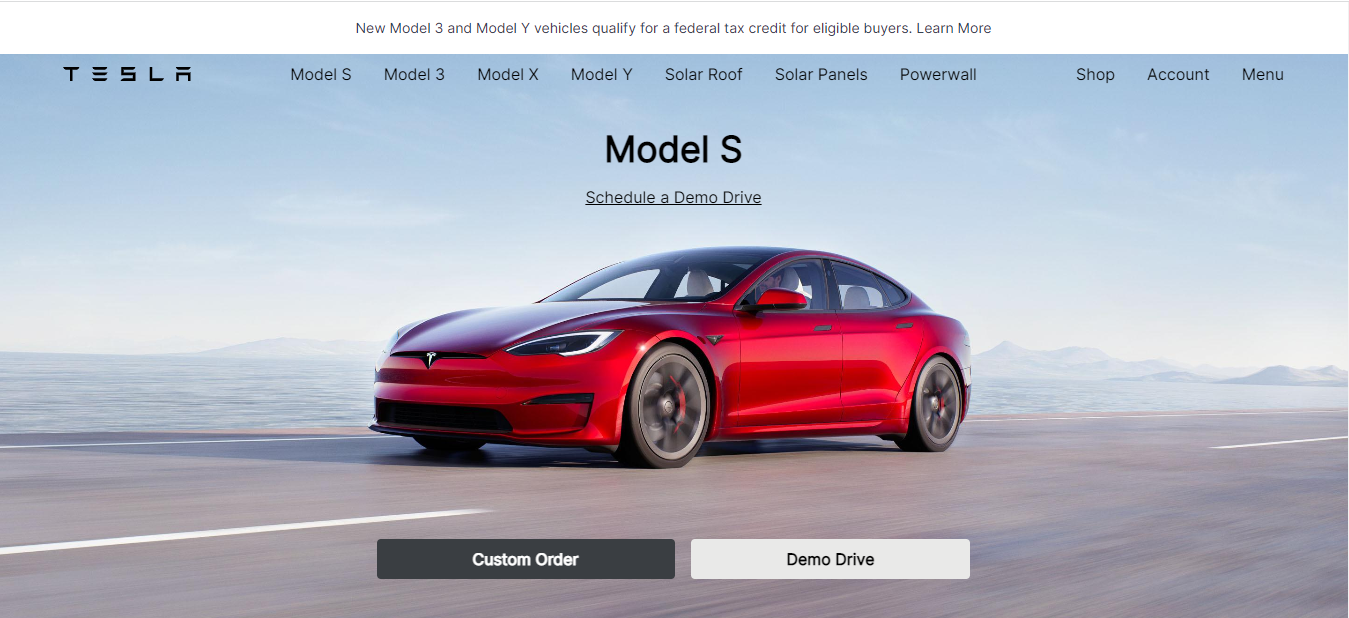 New Model 3 and Model Y vehicles qualify for a federal tax credit for eligible buyers. Learn More
TESLA Model S Model 3 Model X Model Y Solar Roof Solar Panels Powerwall Shop Account Menu
Model S
Schedule a Demo Drive
Custom Order Demo Drive